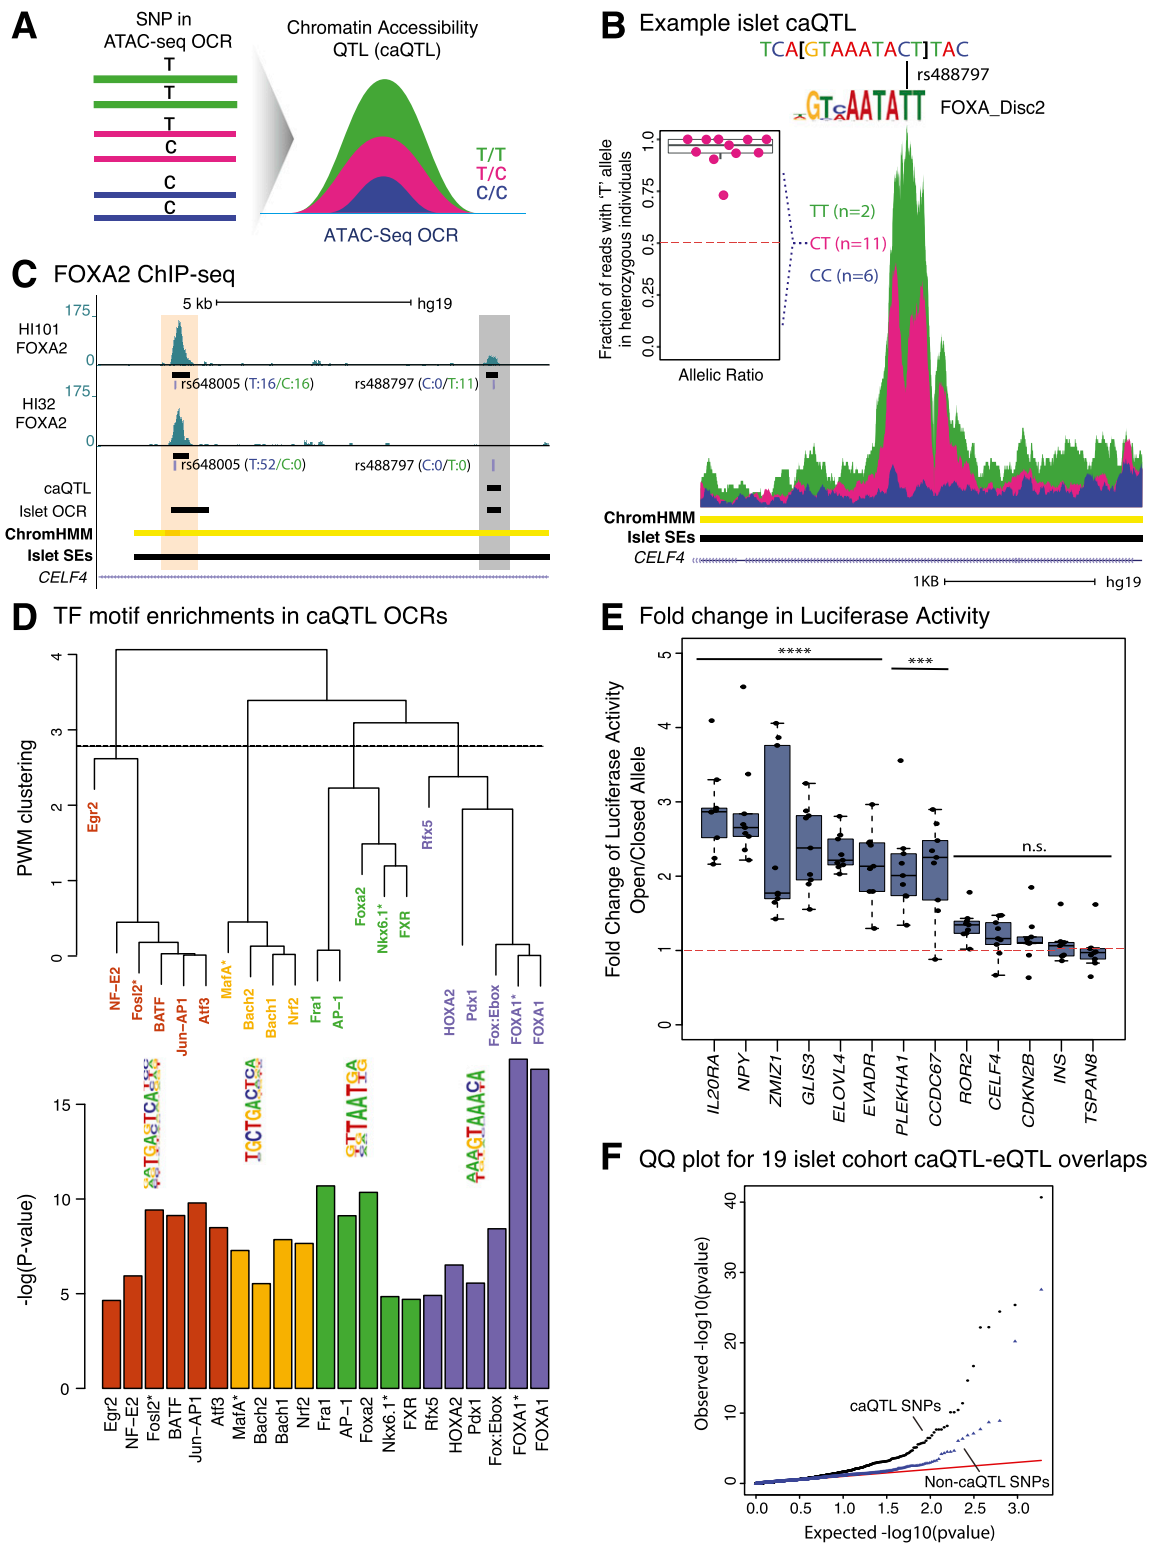 A
SNP in
ATAC-seq OCR
T
T
T
C
C
C
Chromatin Accessibility
QTL (caQTL)
T/T
T/C
C/C
ATAC-Seq OCR
B Example islet caQTL
TCA[GTAAATACT]TAC
rs488797
FOXA_Disc2
Fraction of reads with 'T' allele
in heterozygous individuals
1.0
0.75
0.5
0.25
0.0
Allelic Ratio
TT (n=2)
CT (n=11)
CC (n=6)
ChromHMM
Islet SEs
CELF4
1KB
hg19
C FOXA2 ChIP-seq
5 kb
hg19
175
HI101
FOXA2
0
rs648005 (T:16/C:16)
rs488797 (C:0/T:11)
175
HI32
FOXA2
0
rs648005 (T:52/C:0)
rs488797 (C:0/T:0)
caQTL
Islet OCR
ChromHMM
Islet SEs
CELF4
D TF motif enrichments in caQTL OCRs
PWM clustering
4
3
2
1
0
Egr2
NF-E2
Fosl2*
BATF
Jun-AP1
Atf3
MafA*
Bach2
Bach1
Nrf2
Fra1
AP-1
Foxa2
Nkx6.1*
FXR
Rfx5
HOXA2
Pdx1
Fox:Ebox
FOXA1*
FOXA1
-log(P-value)
15
10
5
0
Egr2
NF-E2
Fosl2*
BATF
Jun-AP1
Atf3
MafA*
Bach2
Bach1
Nrf2
Fra1
AP-1
Foxa2
Nkx6.1*
FXR
Rfx5
HOXA2
Pdx1
Fox:Ebox
FOXA1*
FOXA1
E Fold change in Luciferase Activity
Fold Change of Luciferase Activity
Open/Closed Allele
5
4
3
2
1
0
****
***
n.s.
IL20RA
NPY
ZMIZ1
GLIS3
ELOVL4
EVADR
PLEKHA1
CCDC67
ROR2
CELF4
CDKN2B
INS
TSPAN8
F QQ plot for 19 islet cohort caQTL-eQTL overlaps
Observed -log10(pvalue)
40
30
20
10
0
caQTL SNPs
Non-caQTL SNPs
0.0
0.5
1.0
1.5
2.0
2.5
3.0
Expected -log10(pvalue)